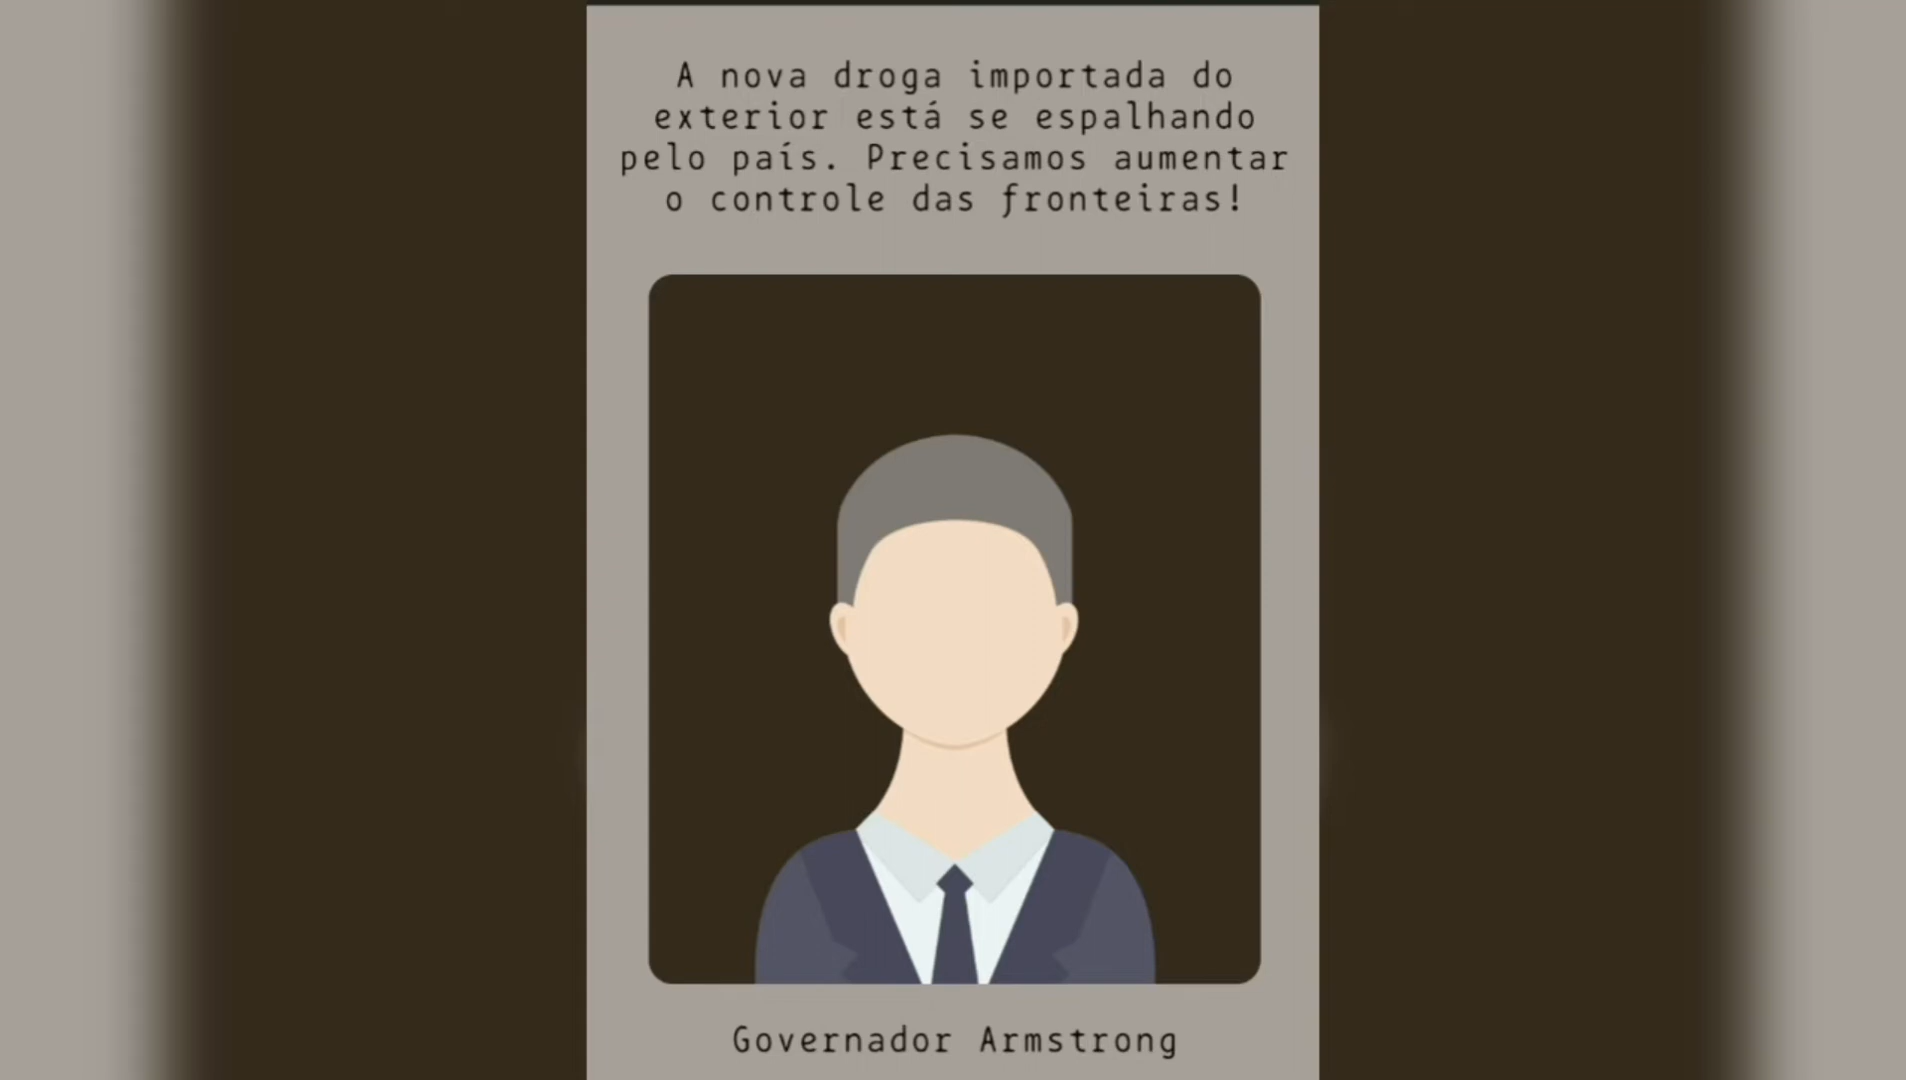 A nova droga importada do
exterior está se espalhando
pelo país. Precisamos aumentar
o controle das fronteiras!
Governador Armstrong